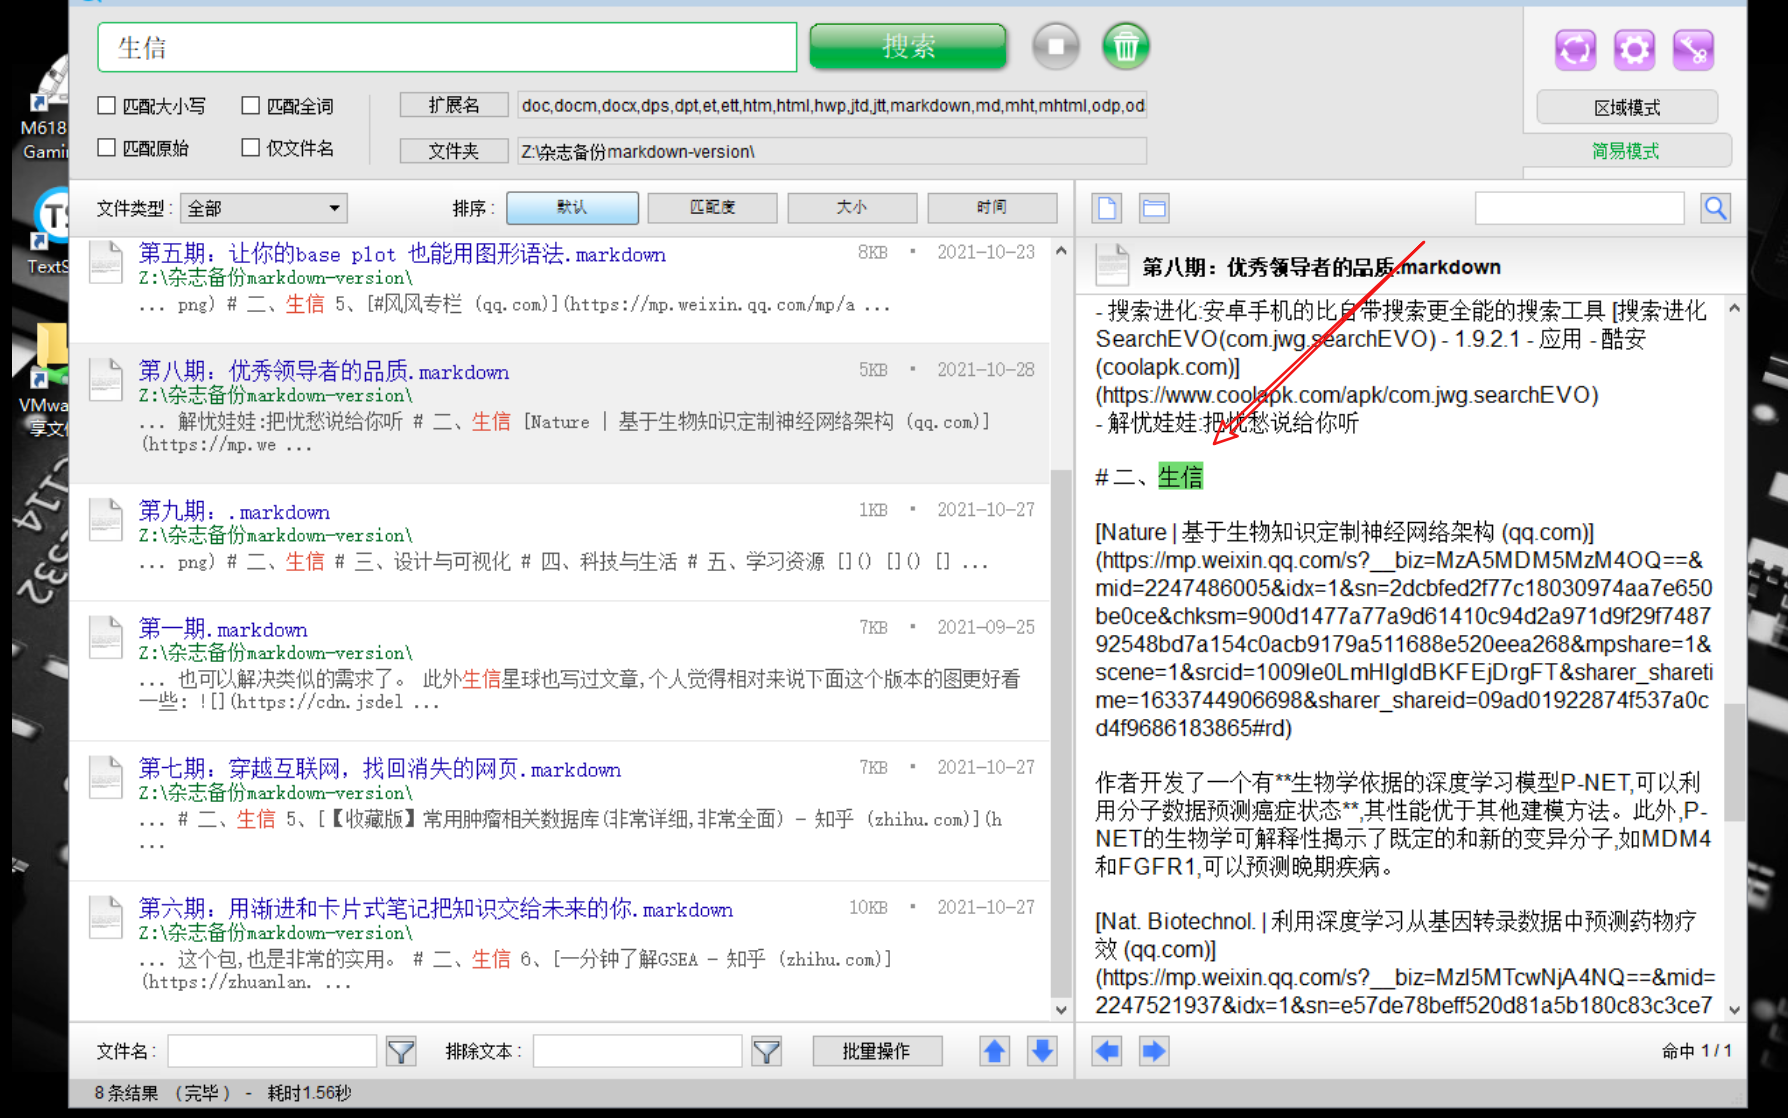 生信
搜索
匹配大小写
匹配全词
扩展名
doc,docm,docx,dps,dpt,et,ett,htm,html,hwp,jtd,jtt,markdown,md,mht,mhtml,odp,od
匹配原始
仅文件名
文件夹
Z:\杂志备份markdown-version\
区域模式
简易模式
M618
Gami
TextS
VMwa
享文
文件类型:
全部
排序:
默认
匹配度
大小
时间
第五期：让你的base plot 也能用图形语法.markdown
8KB • 2021-10-23
Z:\杂志备份markdown-version\
... png) # 二、生信 5、[#风风专栏 (qq.com)](https://mp.weixin.qq.com/mp/a ...
第八期：优秀领导者的品质.markdown
5KB • 2021-10-28
Z:\杂志备份markdown-version\
... 解忧娃娃:把忧愁说给你听 # 二、生信 [Nature | 基于生物知识定制神经网络架构 (qq.com)]
(https://mp.we ...
第九期：.markdown
1KB • 2021-10-27
Z:\杂志备份markdown-version\
... png) # 二、生信 # 三、设计与可视化 # 四、科技与生活 # 五、学习资源 []() []() [] ...
第一期.markdown
7KB • 2021-09-25
Z:\杂志备份markdown-version\
... 也可以解决类似的需求了。 此外生信星球也写过文章,个人觉得相对来说下面这个版本的图更好看
一些: ![](https://cdn.jsdel ...
第七期：穿越互联网，找回消失的网页.markdown
7KB • 2021-10-27
Z:\杂志备份markdown-version\
... # 二、生信 5、[【收藏版】常用肿瘤相关数据库(非常详细,非常全面) - 知乎 (zhihu.com)](h
...
第六期：用渐进和卡片式笔记把知识交给未来的你.markdown
10KB • 2021-10-27
Z:\杂志备份markdown-version\
... 这个包,也是非常的实用。 # 二、生信 6、[一分钟了解GSEA - 知乎 (zhihu.com)]
(https://zhuanlan. ...
第八期：优秀领导者的品质.markdown
- 搜索进化:安卓手机的比自带搜索更全能的搜索工具 [搜索进化
SearchEVO(com.jwg.searchEVO) - 1.9.2.1 - 应用 - 酷安
(coolapk.com)]
(https://www.coolapk.com/apk/com.jwg.searchEVO)
- 解忧娃娃:把忧愁说给你听
# 二、生信
[Nature | 基于生物知识定制神经网络架构 (qq.com)]
(https://mp.weixin.qq.com/s?__biz=MzA5MDM5MzM4OQ==&
mid=2247486005&idx=1&sn=2dcbfed2f77c18030974aa7e650
be0ce&chksm=900d1477a77a9d61410c94d2a971d9f29f7487
92548bd7a154c0acb9179a511688e520eea268&mpshare=1&
scene=1&srcid=1009Ie0LmHIgIdBKFEjDrgFT&sharer_shareti
me=1633744906698&sharer_shareid=09ad01922874f537a0c
d4f9686183865#rd)
作者开发了一个有**生物学依据的深度学习模型P-NET,可以利
用分子数据预测癌症状态**,其性能优于其他建模方法。此外,P-
NET的生物学可解释性揭示了既定的和新的变异分子,如MDM4
和FGFR1,可以预测晚期疾病。
[Nat. Biotechnol. | 利用深度学习从基因转录数据中预测药物疗
效 (qq.com)]
(https://mp.weixin.qq.com/s?__biz=MzI5MTcwNjA4NQ==&mid=
2247521937&idx=1&sn=e57de78beff520d81a5b180c83c3ce7
文件名:
排除文本:
批量操作
命中 1 / 1
8 条结果 （完毕） - 耗时1.56秒